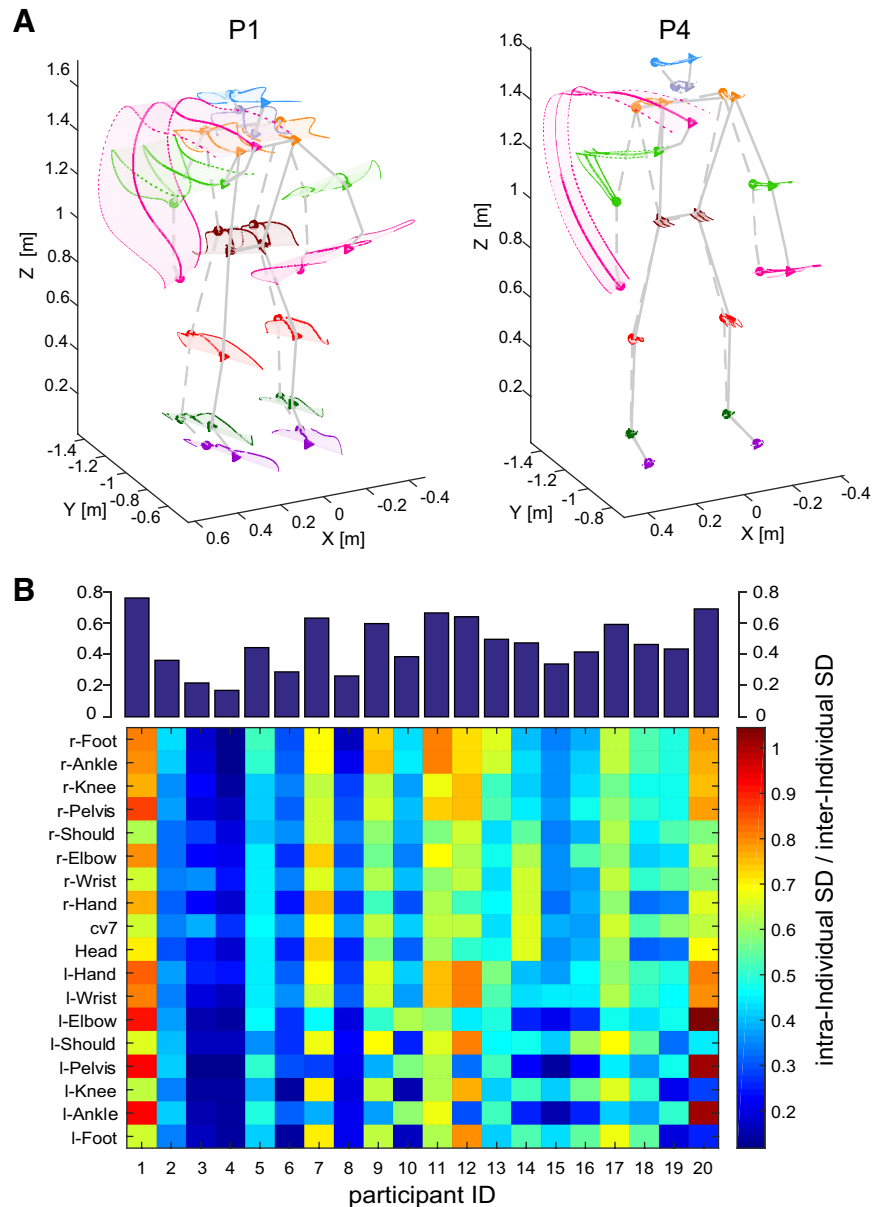 A
P1
P4
1.6
1.4
1.2
1
0.8
0.6
0.4
0.2
Z [m]
-1.4
-1.2
-1
-0.8
-0.6
Y [m]
0.6
0.4
0.2
0
-0.2
-0.4
X [m]
1.6
1.4
1.2
1
0.8
0.6
0.4
0.2
Z [m]
-1.4
-1.2
-1
-0.8
Y [m]
0.4
0.2
0
-0.2
-0.4
X [m]
B
0.8
0.6
0.4
0.2
0
0.8
0.6
0.4
0.2
0
r-Foot
r-Ankle
r-Knee
r-Pelvis
r-Should
r-Elbow
r-Wrist
r-Hand
cv7
Head
l-Hand
l-Wrist
l-Elbow
l-Should
l-Pelvis
l-Knee
l-Ankle
l-Foot
1 2 3 4 5 6 7 8 9 10 11 12 13 14 15 16 17 18 19 20
participant ID
1
0.9
0.8
0.7
0.6
0.5
0.4
0.3
0.2
intra-Individual SD / inter-Individual SD